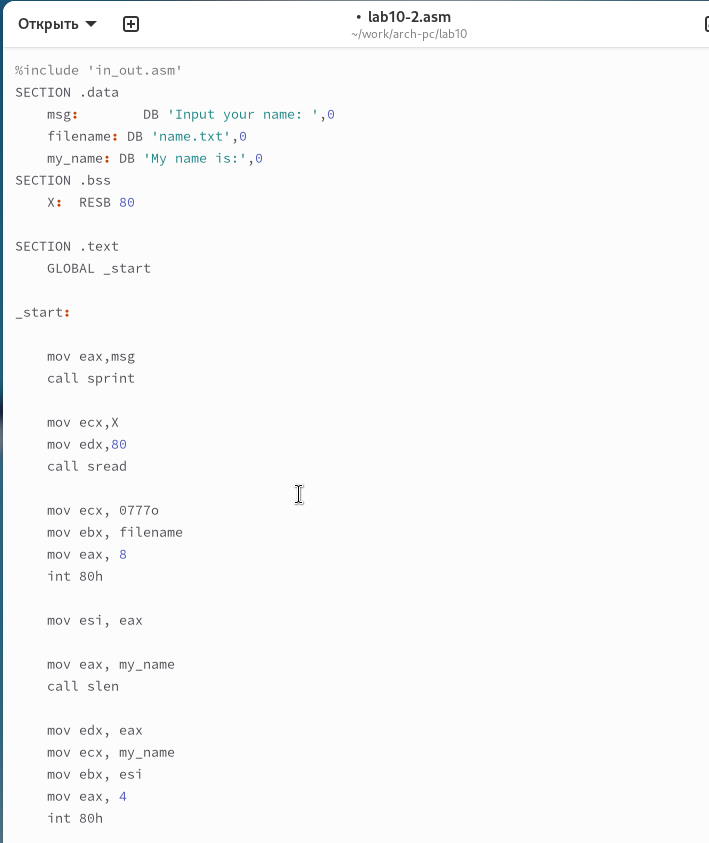 Открыть
• lab10-2.asm
~/work/arch-pc/lab10
%include 'in_out.asm'
SECTION .data
    msg:        DB 'Input your name: ',0
    filename: DB 'name.txt',0
    my_name: DB 'My name is:',0
SECTION .bss
    X:  RESB 80

SECTION .text
    GLOBAL _start

_start:

    mov eax,msg
    call sprint

    mov ecx,X
    mov edx,80
    call sread

    mov ecx, 0777o
    mov ebx, filename
    mov eax, 8
    int 80h

    mov esi, eax

    mov eax, my_name
    call slen

    mov edx, eax
    mov ecx, my_name
    mov ebx, esi
    mov eax, 4
    int 80h